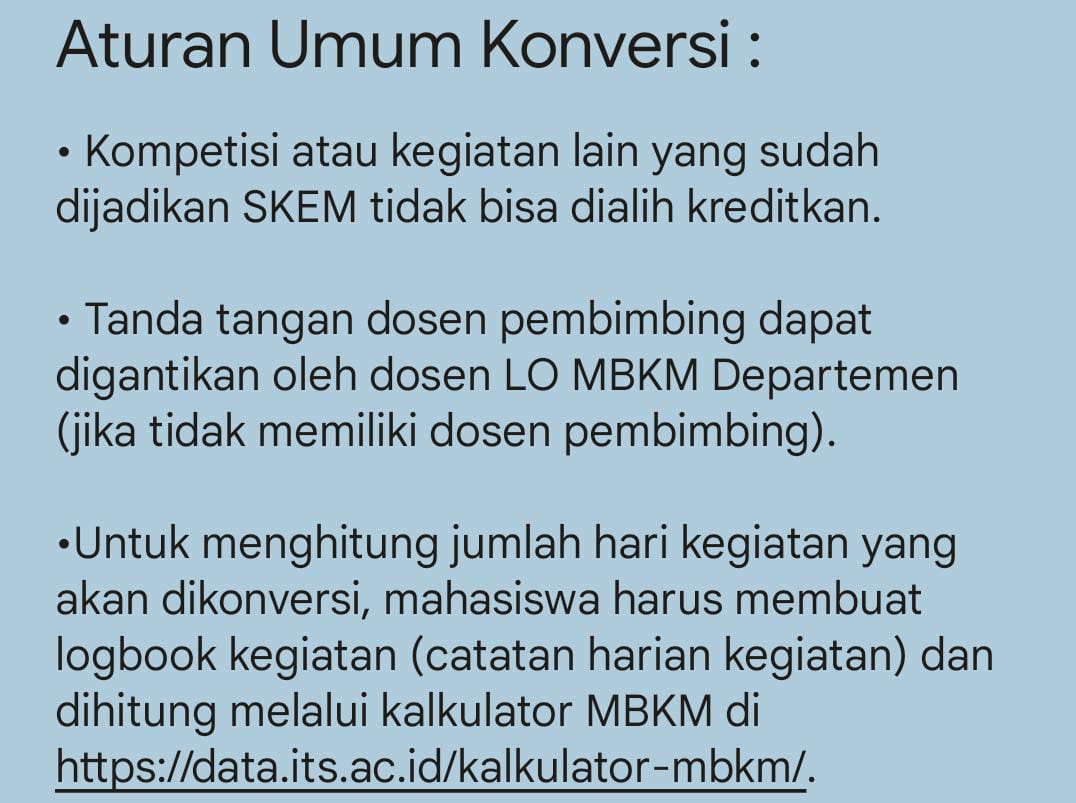 Aturan Umum Konversi :
• Kompetisi atau kegiatan lain yang sudah
dijadikan SKEM tidak bisa dialih kreditkan.
• Tanda tangan dosen pembimbing dapat
digantikan oleh dosen LO MBKM Departemen
(jika tidak memiliki dosen pembimbing).
•Untuk menghitung jumlah hari kegiatan yang
akan dikonversi, mahasiswa harus membuat
logbook kegiatan (catatan harian kegiatan) dan
dihitung melalui kalkulator MBKM di
https://data.its.ac.id/kalkulator-mbkm/.